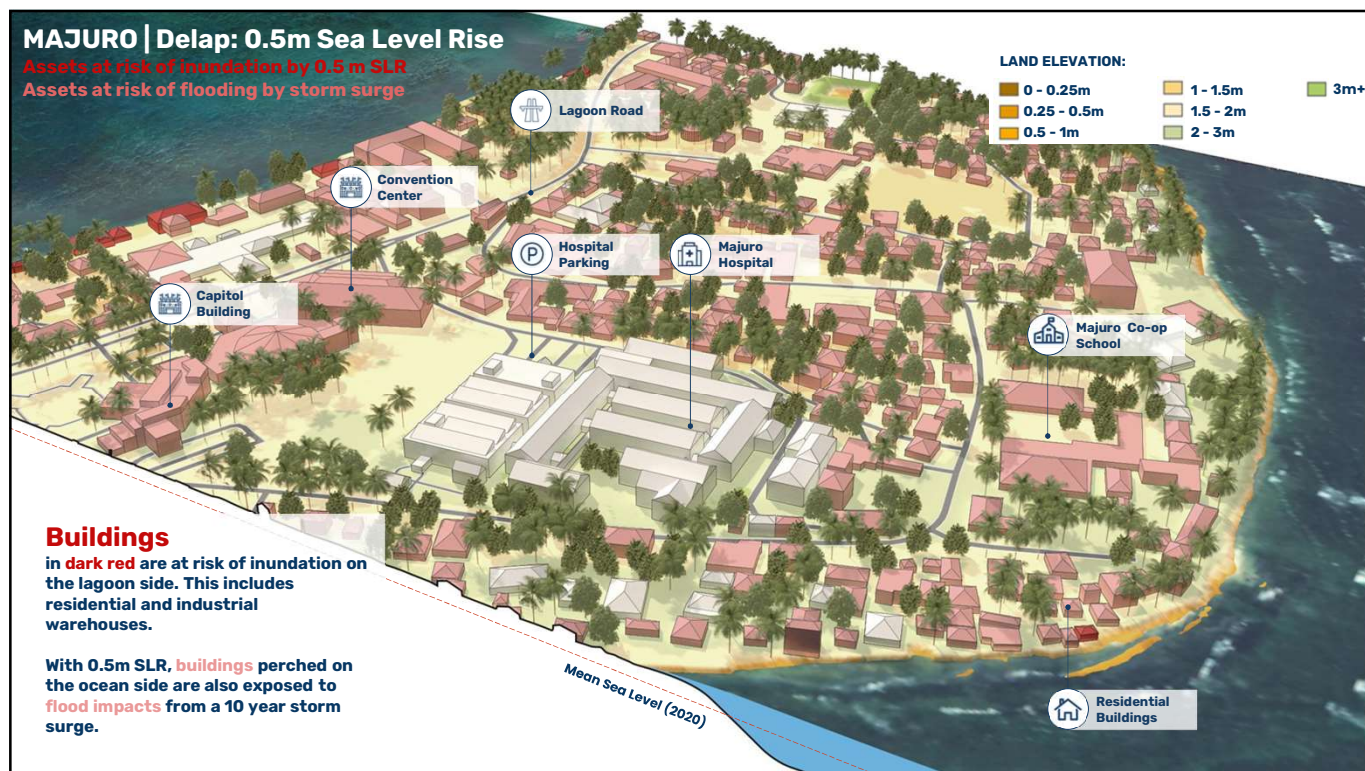 MAJURO | Delap: 0.5m Sea Level Rise
Assets at risk of inundation by 0.5 m SLR
Assets at risk of flooding by storm surge
LAND ELEVATION:
0 - 0.25m
0.25 - 0.5m
0.5 - 1m
1 - 1.5m
1.5 - 2m
2 - 3m
3m+
Lagoon Road
Convention
Center
Hospital
Parking
Majuro
Hospital
Capitol
Building
Majuro Co-op
School
Buildings
in dark red are at risk of inundation on
the lagoon side. This includes
residential and industrial
warehouses.
With 0.5m SLR, buildings perched on
the ocean side are also exposed to
flood impacts from a 10 year storm
surge.
Mean Sea Level (2020)
Residential
Buildings